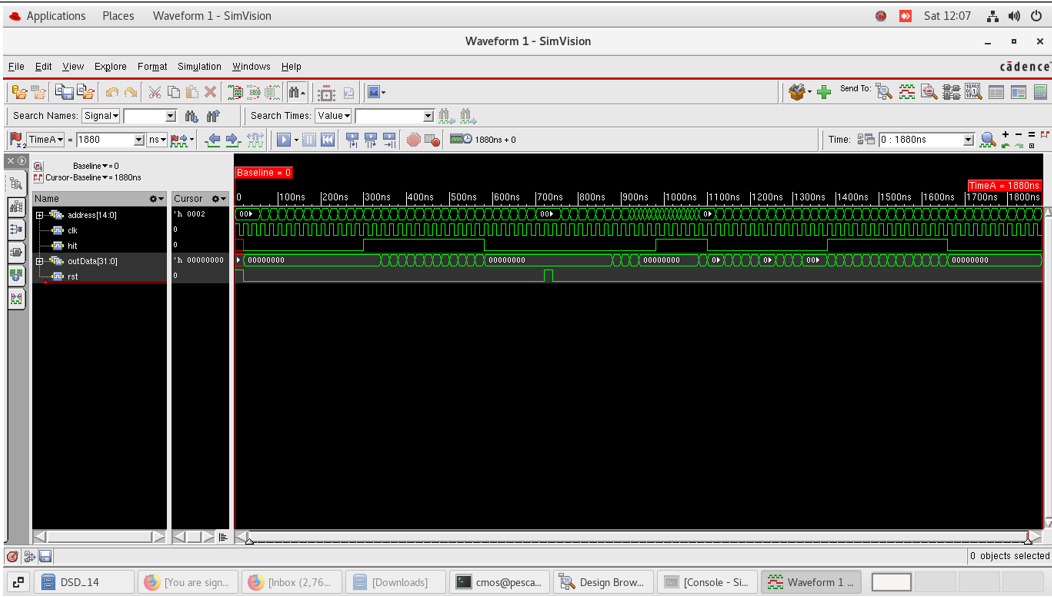 Applications Places Waveform 1 - SimVision Sat 12:07
Waveform 1 - SimVision
File Edit View Explore Format Simulation Windows Help cādence
Send To:
Search Names: Signal Search Times: Value
TimeA = 1880 ns 1880ns + 0 Time: 0 : 1880ns
Baseline = 0
Cursor-Baseline = 1880ns
Baseline = 0
TimeA = 1880ns
Name Cursor 0 100ns 200ns 300ns 400ns 500ns 600ns 700ns 800ns 900ns 1000ns 1100ns 1200ns 1300ns 1400ns 1500ns 1600ns 1700ns 1800ns
address[14:0] 'h 0002 00 00 0
clk 0
hit 0
outData[31:0] 'h 00000000 00000000 00000000 00000000 0 0 00 00000000
rst 0
0 objects selected
DSD_14 [You are sign... [Inbox (2,76... [Downloads] cmos@pesca... Design Brow... [Console - Si... Waveform 1 ...